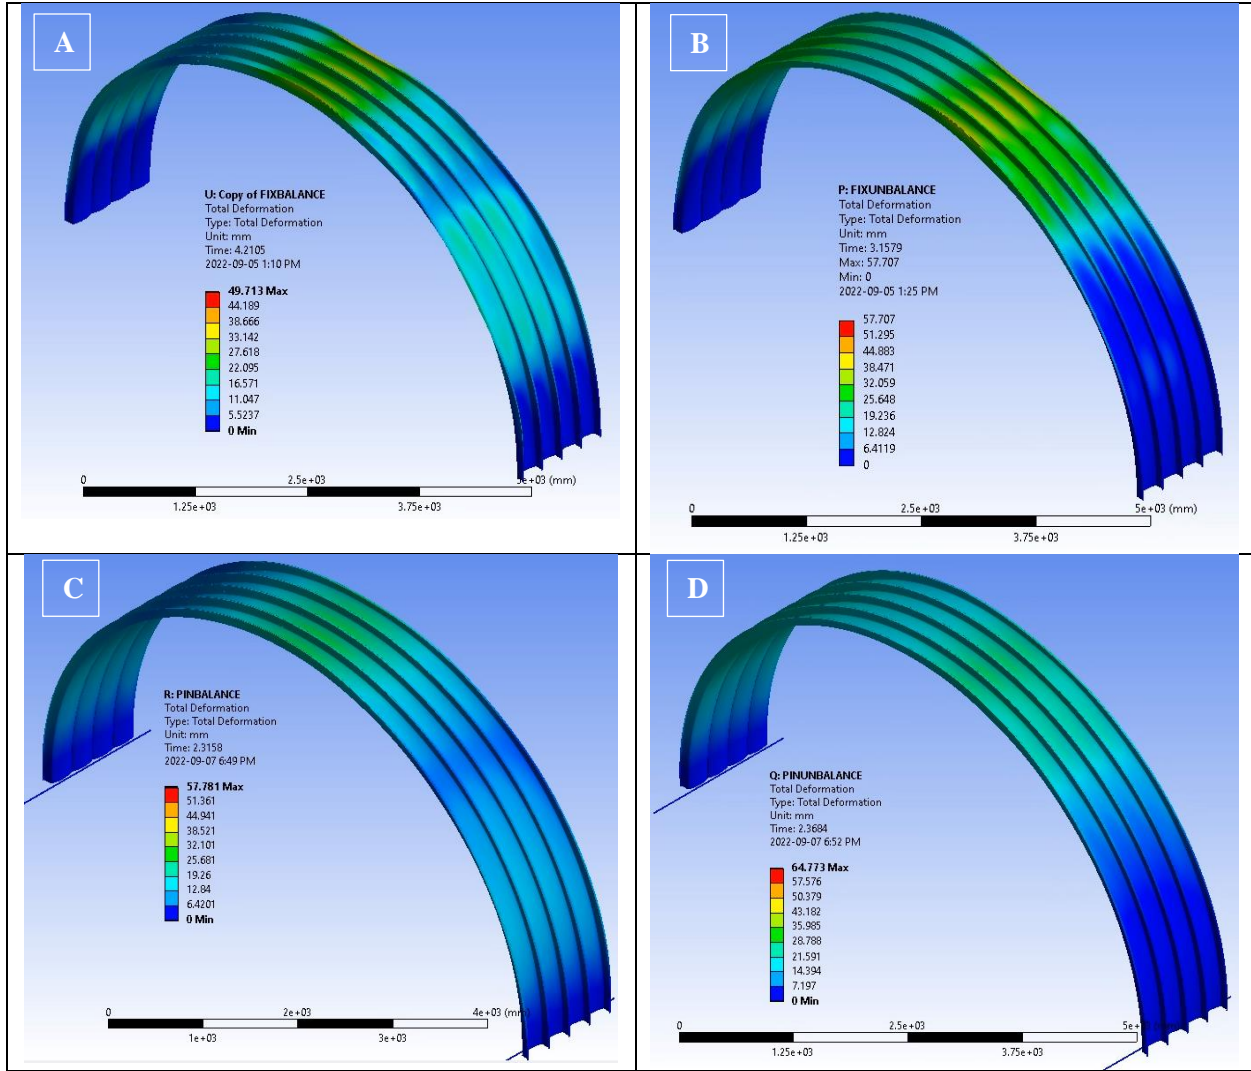 A
U: Copy of FIXBALANCE
Total Deformation
Type: Total Deformation
Unit: mm
Time: 4.2105
2022-09-05 1:10 PM
49.713 Max
44.189
38.666
33.142
27.618
22.095
16.571
11.047
5.5237
0 Min
0 2.5e+03 5e+03 (mm)
1.25e+03 3.75e+03
B
P: FIXUNBALANCE
Total Deformation
Type: Total Deformation
Unit: mm
Time: 3.1579
Max: 57.707
Min: 0
2022-09-05 1:25 PM
57.707
51.295
44.883
38.471
32.059
25.648
19.236
12.824
6.4119
0
0 2.5e+03 5e+03 (mm)
1.25e+03 3.75e+03
C
R: PINBALANCE
Total Deformation
Type: Total Deformation
Unit: mm
Time: 2.3158
2022-09-07 6:49 PM
57.781 Max
51.361
44.941
38.521
32.101
25.681
19.26
12.84
6.4201
0 Min
0 2e+03 4e+03 (mm)
1e+03 3e+03
D
Q: PINUNBALANCE
Total Deformation
Type: Total Deformation
Unit: mm
Time: 2.3684
2022-09-07 6:52 PM
64.773 Max
57.576
50.379
43.182
35.985
28.788
21.591
14.394
7.197
0 Min
0 2.5e+03 5e+03 (mm)
1.25e+03 3.75e+03